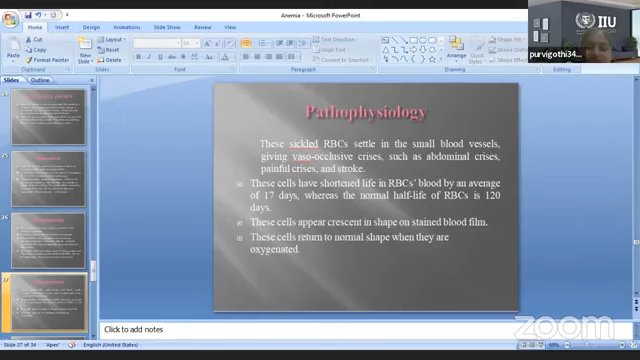 Anemia - Microsoft PowerPoint
Home Insert Design Animations Slide Show Review View
Cut
Copy
Format Painter
Paste
Clipboard
New Slide
Layout
Reset
Delete
Slides
Font
Text Direction
Align Text
Convert to SmartArt
Paragraph
Arrange
Quick Styles
Shape Fill
Shape Outline
Shape Effects
Drawing
IIU
purvigothi34...
Slides Outline
25
26
27
Pathophysiology
These sickled RBCs settle in the small blood vessels,
giving vaso-occlusive crises, such as abdominal crises,
painful crises, and stroke.
These cells have shortened life in RBCs' blood by an average
of 17 days, whereas the normal half-life of RBCs is 120
days.
These cells appear crescent in shape on stained blood film.
These cells return to normal shape when they are
oxygenated.
Click to add notes
zoom
Slide 27 of 34 "Apex" English (United States)
69%